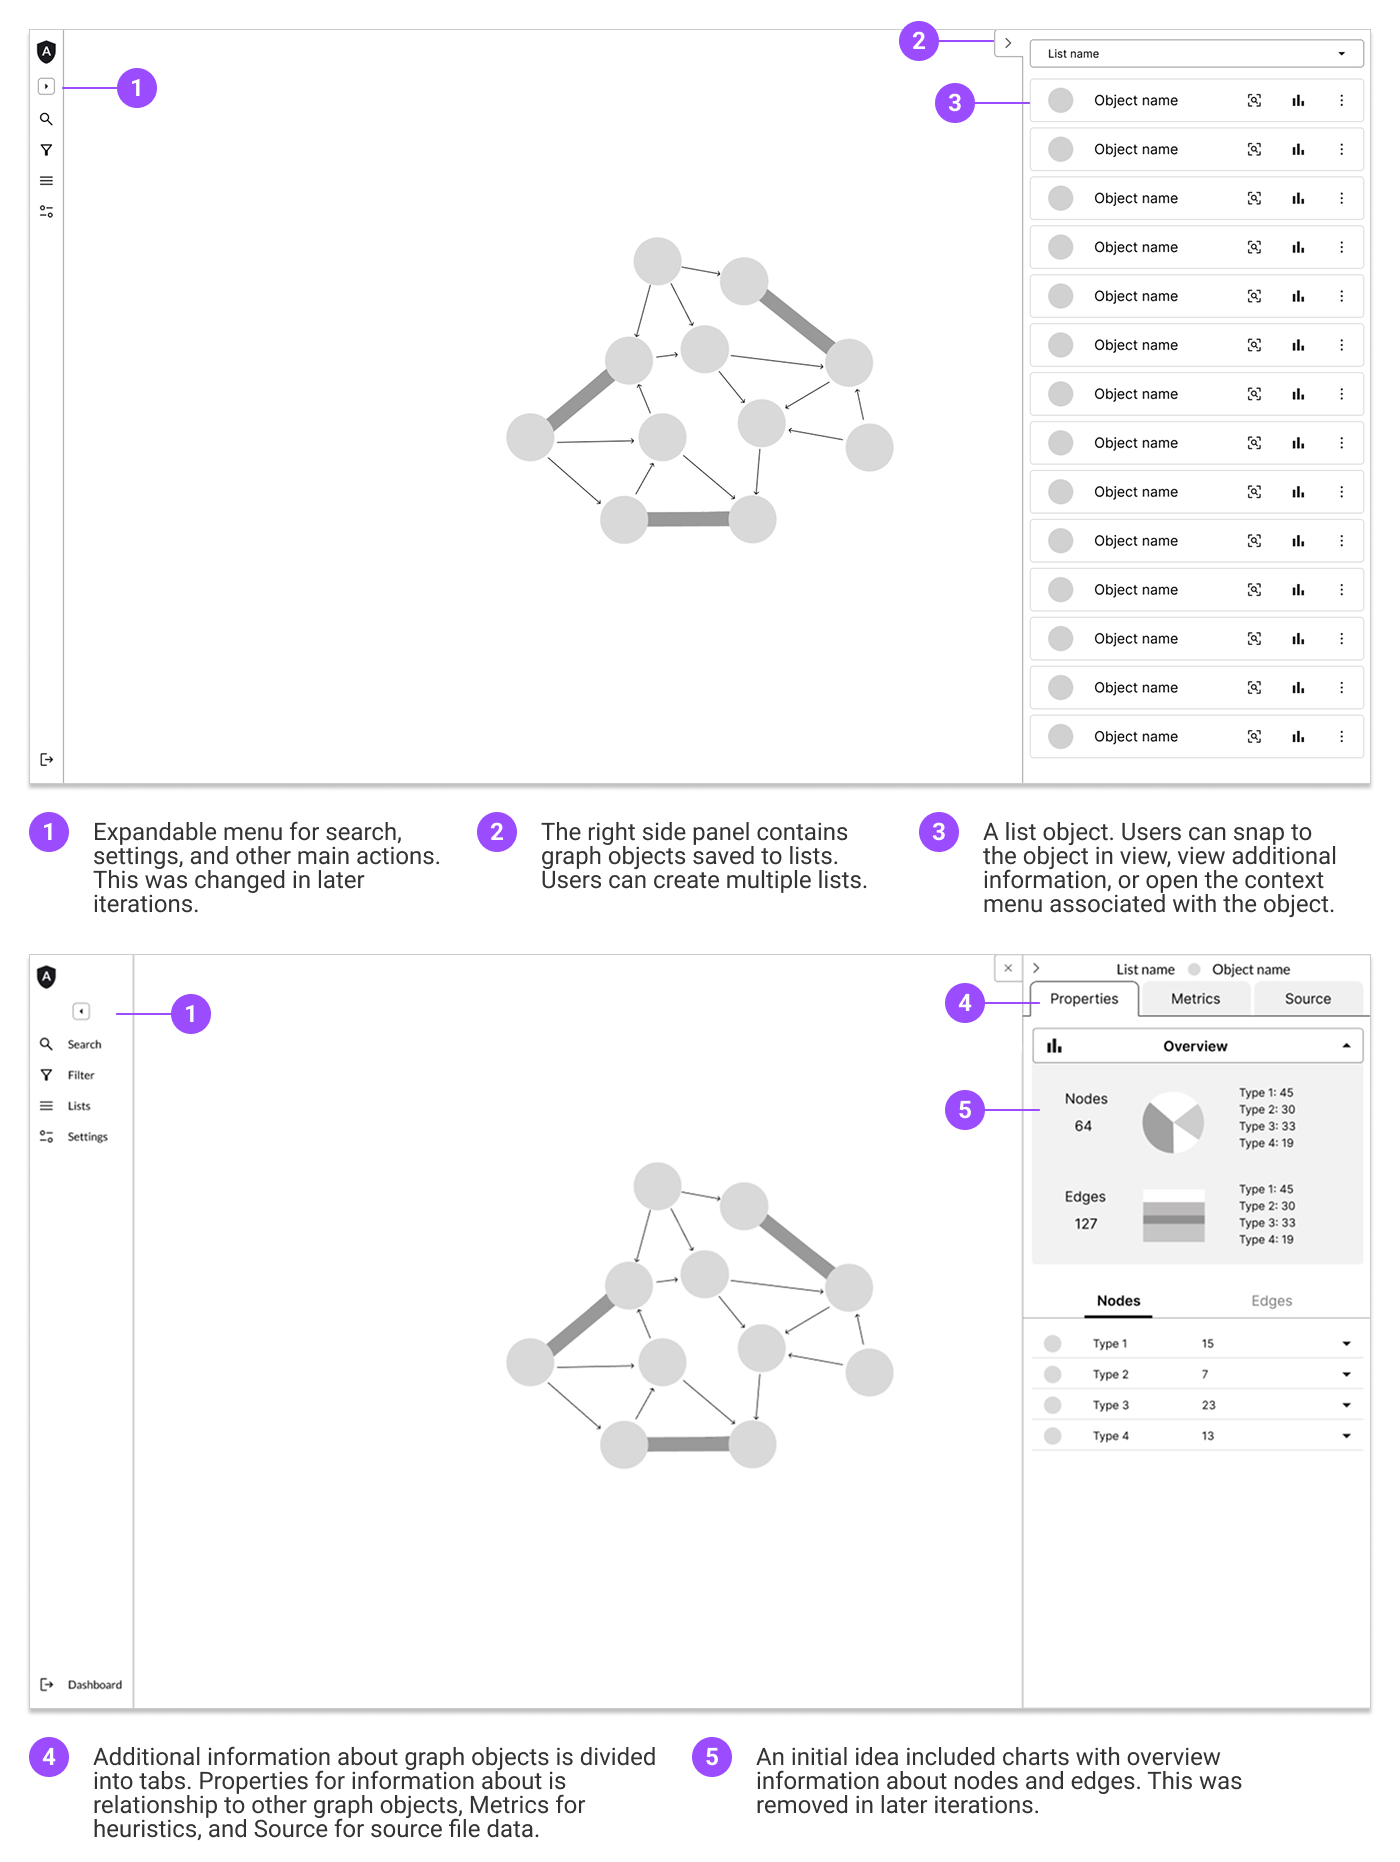 A
1
2
List name
3
Object name
Object name
Object name
Object name
Object name
Object name
Object name
Object name
Object name
Object name
Object name
Object name
Object name
Object name
1
Expandable menu for search,
settings, and other main actions.
This was changed in later
iterations.
2
The right side panel contains
graph objects saved to lists.
Users can create multiple lists.
3
A list object. Users can snap to
the object in view, view additional
information, or open the context
menu associated with the object.
A
1
Search
Filter
Lists
Settings
Dashboard
List name Object name
4
Properties Metrics Source
Overview
5
Nodes
64
Type 1: 45
Type 2: 30
Type 3: 33
Type 4: 19
Edges
127
Type 1: 45
Type 2: 30
Type 3: 33
Type 4: 19
Nodes Edges
Type 1 15
Type 2 7
Type 3 23
Type 4 13
4
Additional information about graph objects is divided
into tabs. Properties for information about is
relationship to other graph objects, Metrics for
heuristics, and Source for source file data.
5
An initial idea included charts with overview
information about nodes and edges. This was
removed in later iterations.